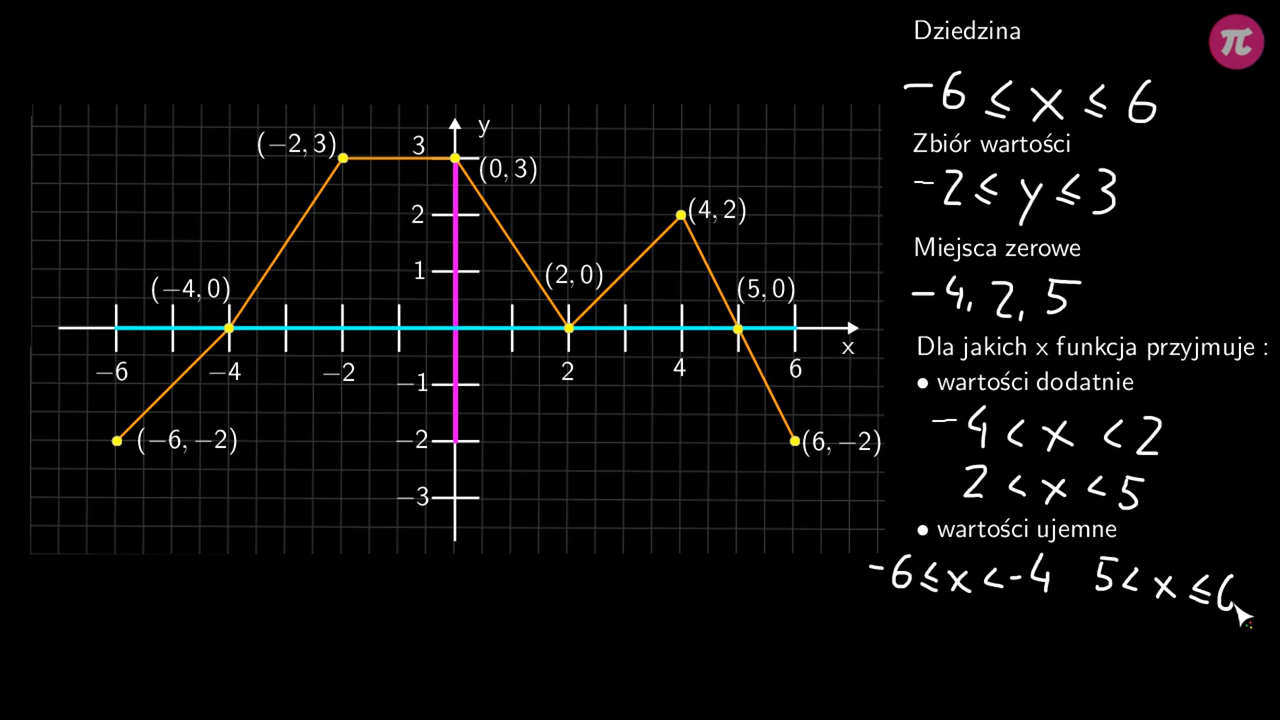 Dziedzina
π
-6 ≤ x ≤ 6
Zbiór wartości
-2 ≤ y ≤ 3
Miejsca zerowe
-4, 2, 5
Dla jakich x funkcja przyjmuje :
• wartości dodatnie
-4 < x < 2
2 < x < 5
• wartości ujemne
-6 ≤ x < -4 5 < x ≤ 6
y
(−2, 3) 3
(0, 3)
2 (4, 2)
1 (2, 0)
(−4, 0) (5, 0)
x
−6 −4 −2 2 4 6
−1
(−6, −2) −2 (6, −2)
−3